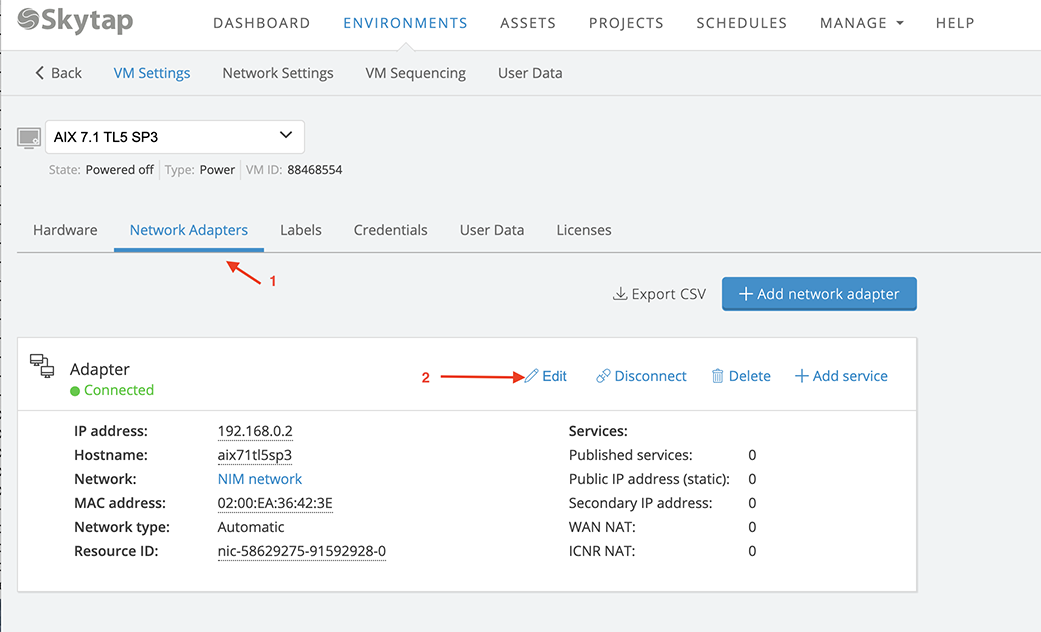 Skytap DASHBOARD ENVIRONMENTS ASSETS PROJECTS SCHEDULES MANAGE HELP
Back VM Settings Network Settings VM Sequencing User Data
AIX 7.1 TL5 SP3
State: Powered off Type: Power VM ID: 88468554
Hardware Network Adapters Labels Credentials User Data Licenses
1
Export CSV + Add network adapter
Adapter
Connected
2 Edit Disconnect Delete + Add service
IP address: 192.168.0.2
Hostname: aix71tl5sp3
Network: NIM network
MAC address: 02:00:EA:36:42:3E
Network type: Automatic
Resource ID: nic-58629275-91592928-0
Services:
Published services: 0
Public IP address (static): 0
Secondary IP address: 0
WAN NAT: 0
ICNR NAT: 0